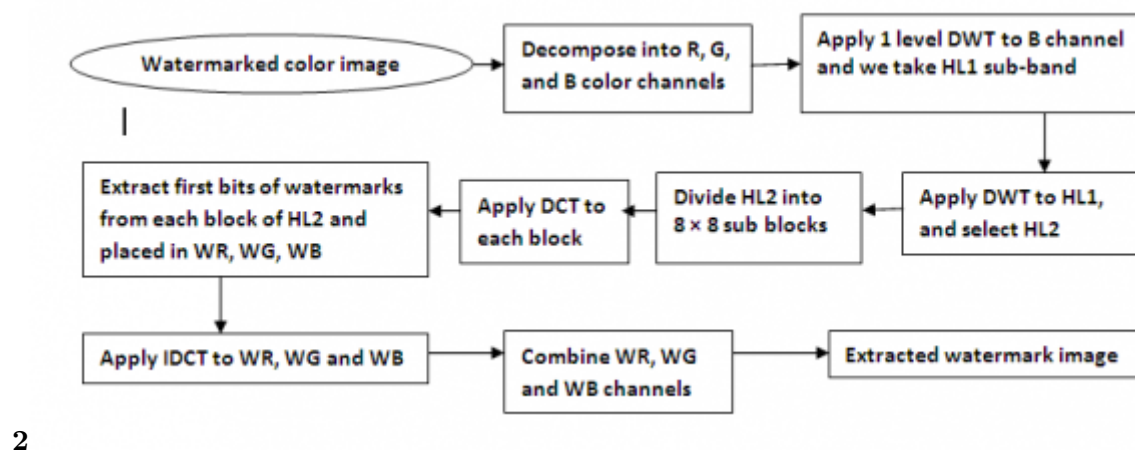 Watermarked color image
Decompose into R, G,
and B color channels
Apply 1 level DWT to B channel
and we take HL1 sub-band
Apply DWT to HL1,
and select HL2
Divide HL2 into
8 × 8 sub blocks
Apply DCT to
each block
Extract first bits of watermarks
from each block of HL2 and
placed in WR, WG, WB
Apply IDCT to WR, WG and WB
Combine WR, WG
and WB channels
Extracted watermark image
2